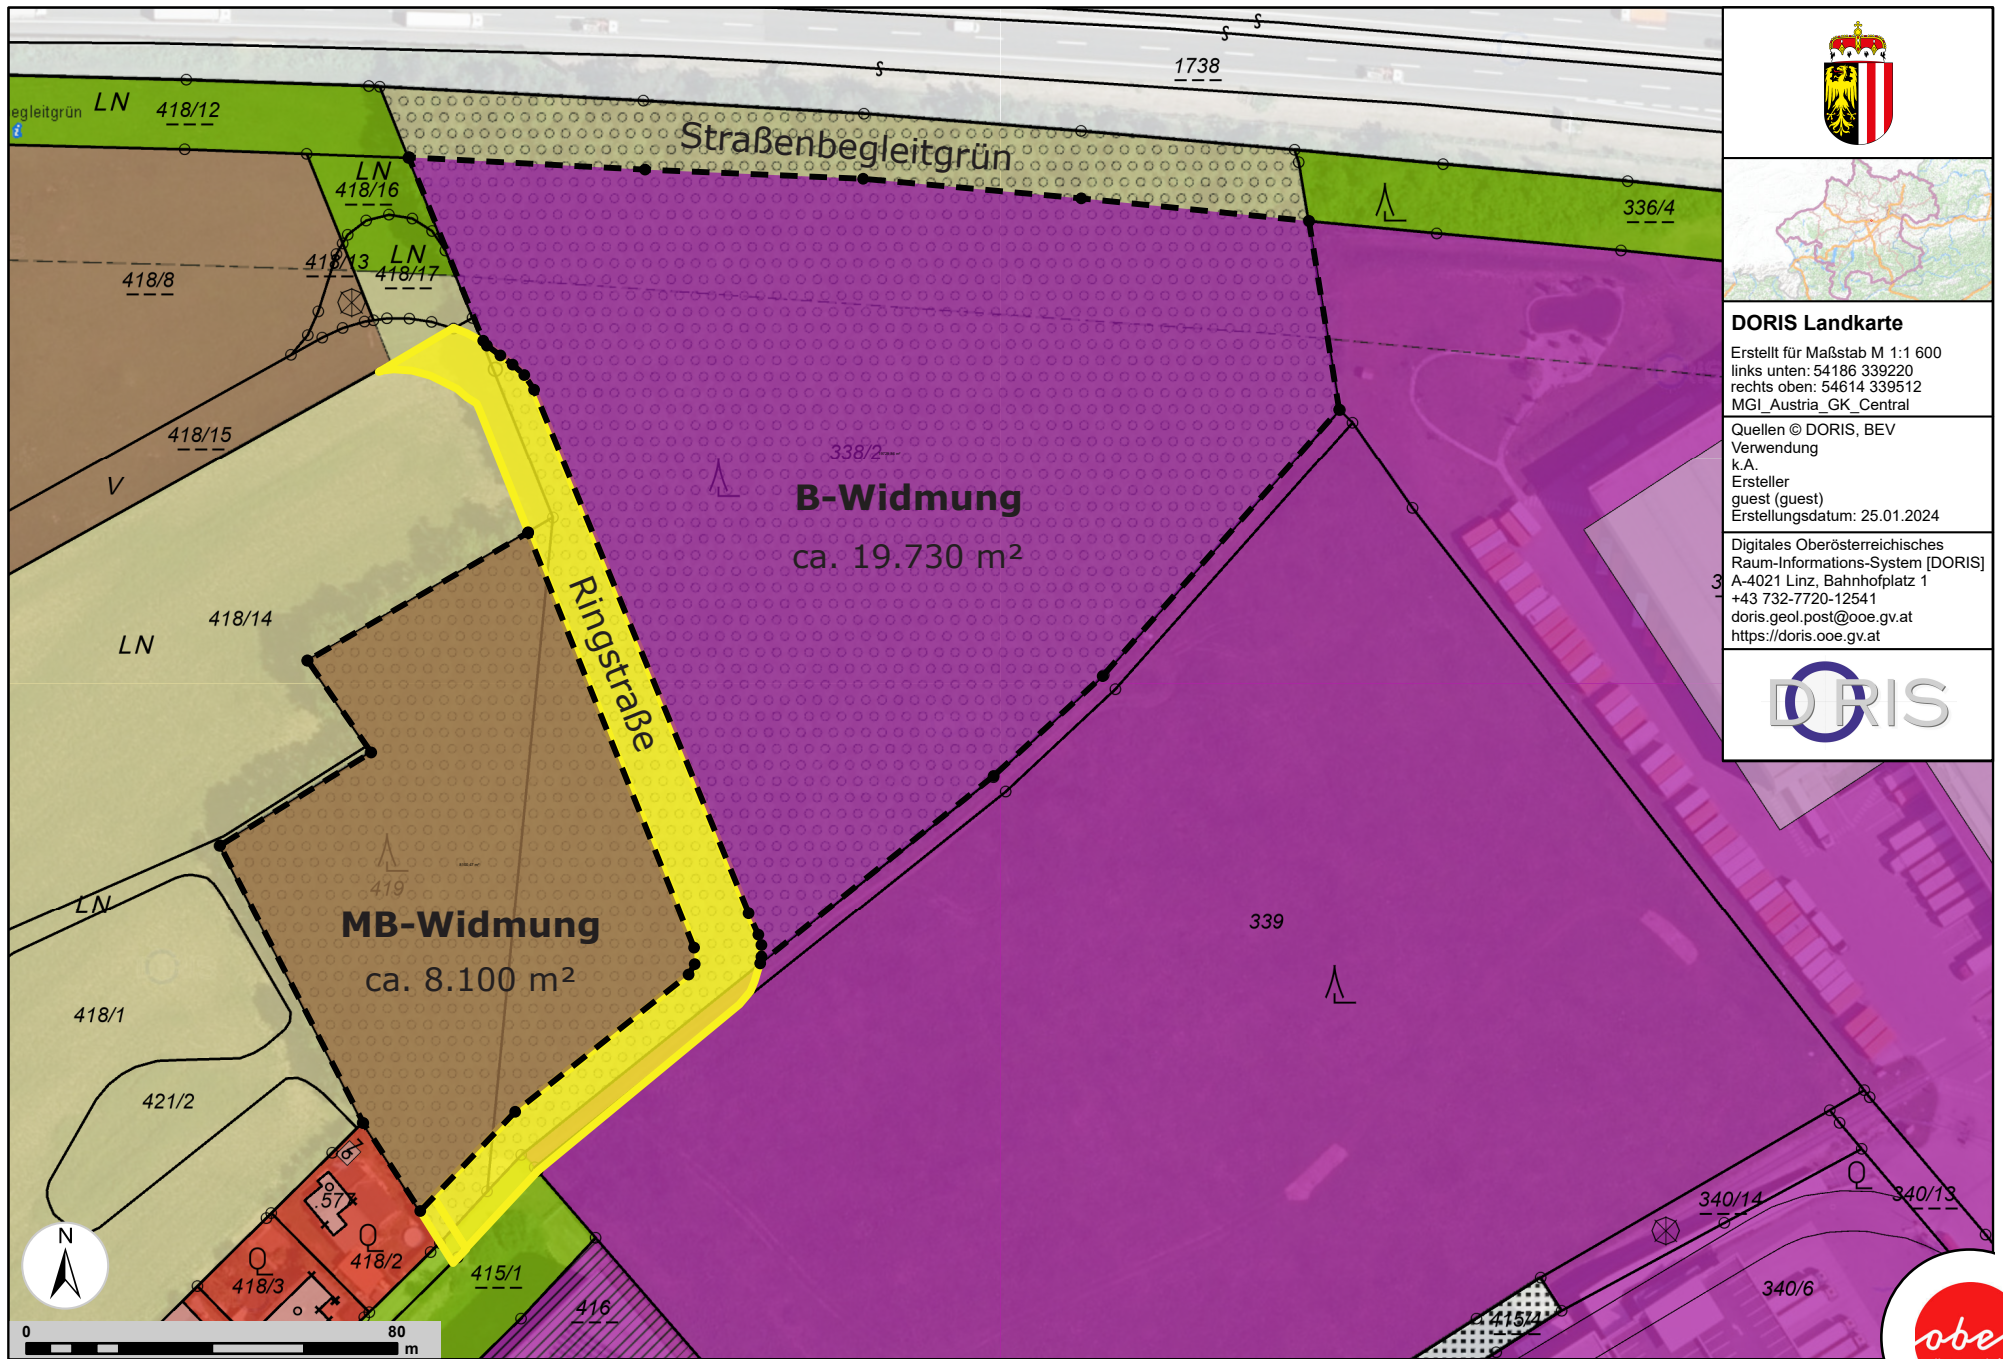 1738
S
S
S
egleitgrün
LN
418/12
Straßenbegleitgrün
LN
418/16
336/4
LN
418/13
418/17
418/8
418/15
V
338/2
B-Widmung
ca. 19.730 m²
Ringstraße
418/14
LN
419
MB-Widmung
ca. 8.100 m²
LN
339
418/1
421/2
.577
418/2
418/3
415/1
416
340/14
340/13
340/6
415/4
N
0
80
m
DORIS Landkarte
Erstellt für Maßstab M 1:1 600
links unten: 54186 339220
rechts oben: 54614 339512
MGI_Austria_GK_Central
Quellen © DORIS, BEV
Verwendung
k.A.
Ersteller
guest (guest)
Erstellungsdatum: 25.01.2024
Digitales Oberösterreichisches
Raum-Informations-System [DORIS]
A-4021 Linz, Bahnhofplatz 1
+43 732-7720-12541
doris.geol.post@ooe.gv.at
https://doris.ooe.gv.at
DORIS
obe